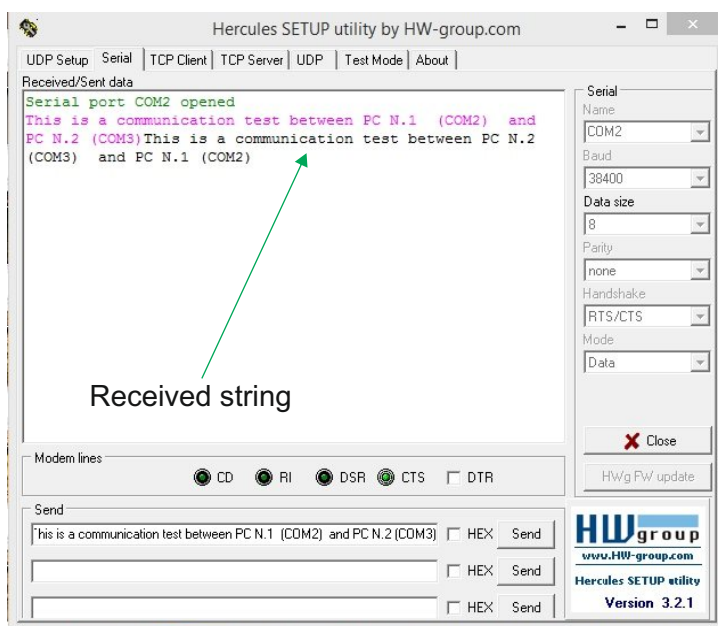 Hercules SETUP utility by HW-group.com
UDP Setup Serial TCP Client TCP Server UDP Test Mode About
Received/Sent data
Serial port COM2 opened
This is a communication test between PC N.1 (COM2) and
PC N.2 (COM3)This is a communication test between PC N.2
(COM3) and PC N.1 (COM2)
Received string
Serial
Name
COM2
Baud
38400
Data size
8
Parity
none
Handshake
RTS/CTS
Mode
Data
Close
HWg FW update
Modem lines
CD RI DSR CTS DTR
Send
his is a communication test between PC N.1 (COM2) and PC N.2 (COM3) HEX Send
HEX Send
HEX Send
HWgroup
www.HW-group.com
Hercules SETUP utility
Version 3.2.1